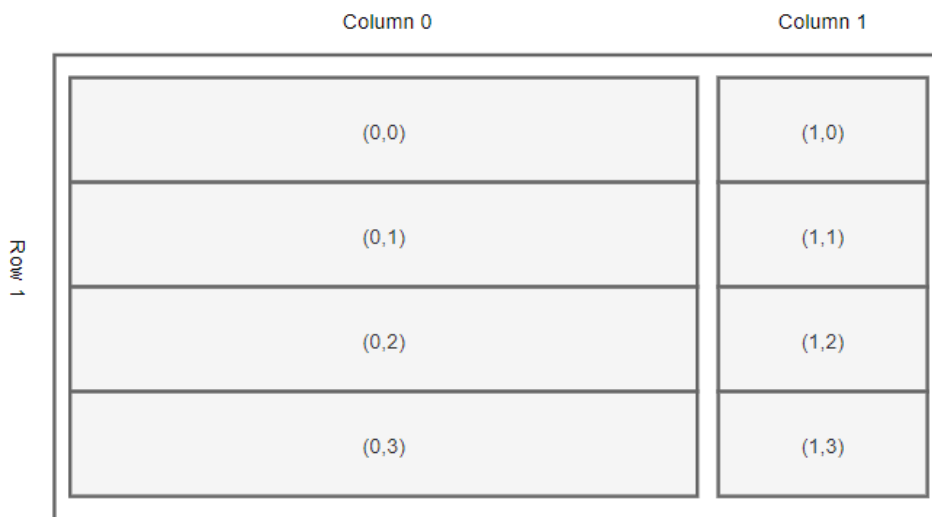 Column 0 Column 1
(0,0) (1,0)
(0,1) (1,1)
Row 1
(0,2) (1,2)
(0,3) (1,3)